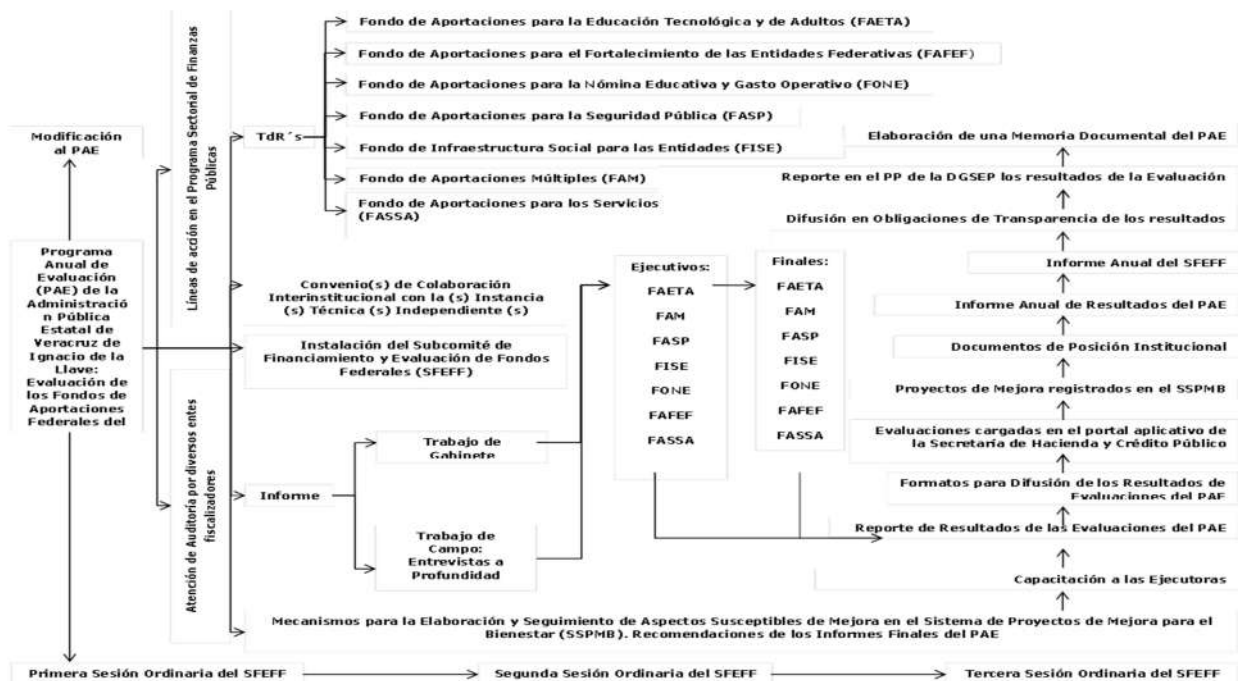 Modificación
al PAE
Programa
Anual de
Evaluación
(PAE) de la
Administració
n Pública
Estatal de
Veracruz de
Ignacio de la
Llave:
Evaluación de
los Fondos de
Aportaciones
Federales del
Líneas de acción en el Programa Sectorial de Finanzas
Públicas
Atención de Auditoría por diversos entes
fiscalizadores
TdR´s
Fondo de Aportaciones para la Educación Tecnológica y de Adultos (FAETA)
Fondo de Aportaciones para el Fortalecimiento de las Entidades Federativas (FAFEF)
Fondo de Aportaciones para la Nómina Educativa y Gasto Operativo (FONE)
Fondo de Aportaciones para la Seguridad Pública (FASP)
Fondo de Infraestructura Social para las Entidades (FISE)
Fondo de Aportaciones Múltiples (FAM)
Fondo de Aportaciones para los Servicios
(FASSA)
Convenio(s) de Colaboración
Interinstitucional con la (s) Instancia
(s) Técnica (s) Independiente (s)
Instalación del Subcomité de
Financiamiento y Evaluación de Fondos
Federales (SFEFF)
Informe
Trabajo de
Gabinete
Trabajo de
Campo:
Entrevistas a
Profundidad
Ejecutivos:
FAETA
FAM
FASP
FISE
FONE
FAFEF
FASSA
Finales:
FAETA
FAM
FASP
FISE
FONE
FAFEF
FASSA
Elaboración de una Memoria Documental del PAE
Reporte en el PP de la DGSEP los resultados de la Evaluación
Difusión en Obligaciones de Transparencia de los resultados
Informe Anual del SFEFF
Informe Anual de Resultados del PAE
Documentos de Posición Institucional
Proyectos de Mejora registrados en el SSPMB
Evaluaciones cargadas en el portal aplicativo de
la Secretaría de Hacienda y Crédito Público
Formatos para Difusión de los Resultados de
Evaluaciones del PAE
Reporte de Resultados de las Evaluaciones del PAE
Capacitación a las Ejecutoras
Mecanismos para la Elaboración y Seguimiento de Aspectos Susceptibles de Mejora en el Sistema de Proyectos de Mejora para el
Bienestar (SSPMB). Recomendaciones de los Informes Finales del PAE
Primera Sesión Ordinaria del SFEFF
Segunda Sesión Ordinaria del SFEFF
Tercera Sesión Ordinaria del SFEFF